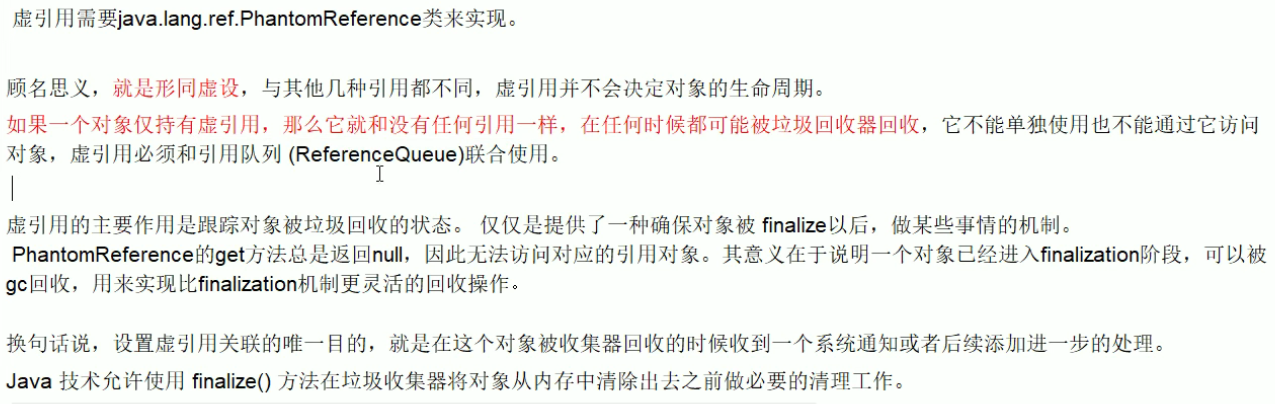 虚引用需要java.lang.ref.PhantomReference类来实现。
顾名思义，就是形同虚设，与其他几种引用都不同，虚引用并不会决定对象的生命周期。
如果一个对象仅持有虚引用，那么它就和没有任何引用一样，在任何时候都可能被垃圾回收器回收，它不能单独使用也不能通过它访问
对象，虚引用必须和引用队列 (ReferenceQueue)联合使用。
虚引用的主要作用是跟踪对象被垃圾回收的状态。 仅仅是提供了一种确保对象被 finalize以后，做某些事情的机制。
PhantomReference的get方法总是返回null，因此无法访问对应的引用对象。其意义在于说明一个对象已经进入finalization阶段，可以被
gc回收，用来实现比finalization机制更灵活的回收操作。
换句话说，设置虚引用关联的唯一目的，就是在这个对象被收集器回收的时候收到一个系统通知或者后续添加进一步的处理。
Java 技术允许使用 finalize() 方法在垃圾收集器将对象从内存中清除出去之前做必要的清理工作。